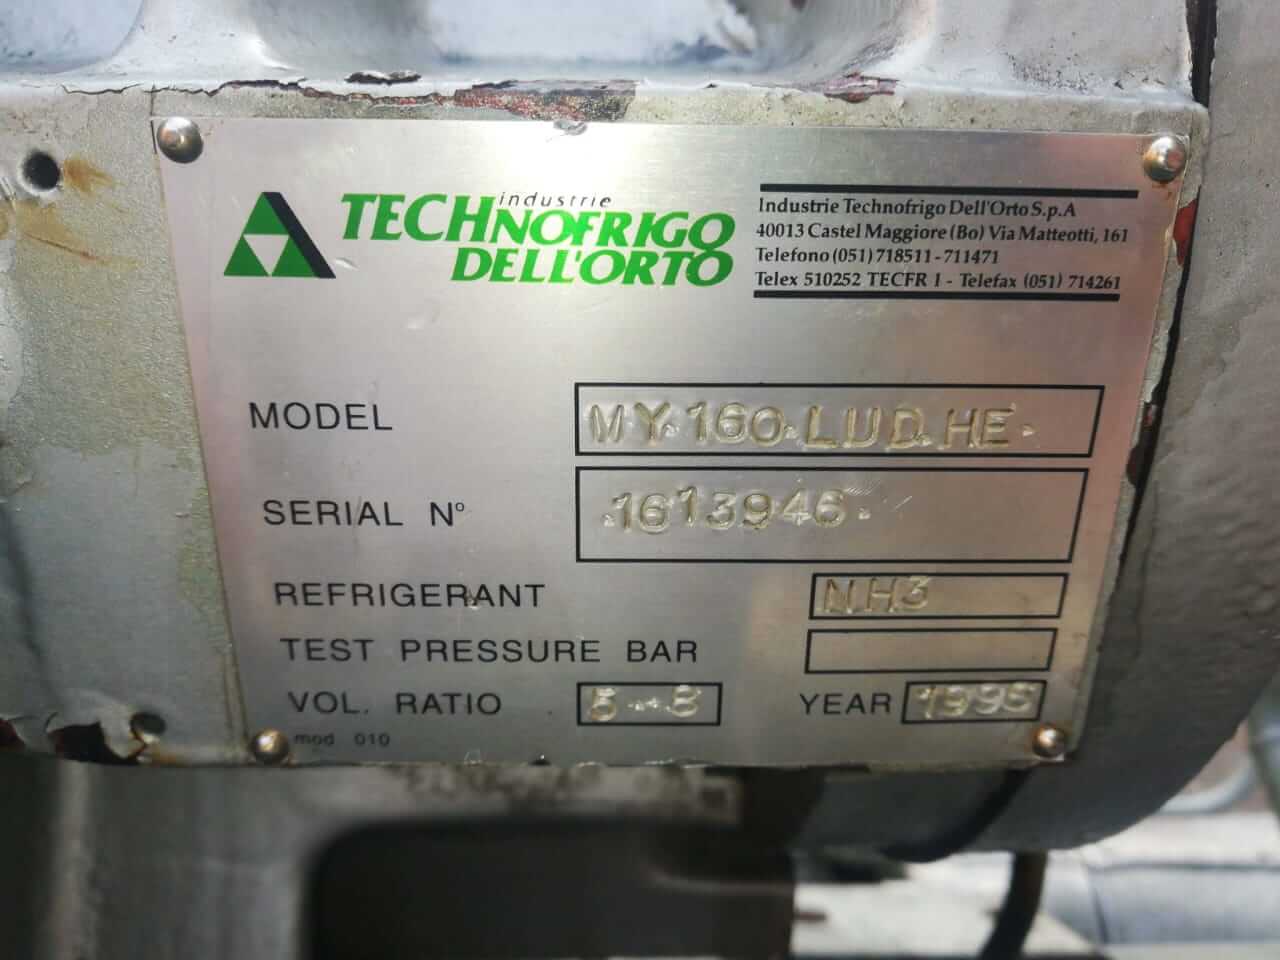 industrie
TECHNOFRIGO
DELL'ORTO
Industrie Technofrigo Dell'Orto S.p.A
40013 Castel Maggiore (Bo) Via Matteotti, 161
Telefono (051) 718511 - 711471
Telex 510252 TECFR I - Telefax (051) 714261
MODEL MY.160.LUD.HE.
SERIAL N° .1613946.
REFRIGERANT NH3
TEST PRESSURE BAR
VOL. RATIO 5--8 YEAR
mod 010